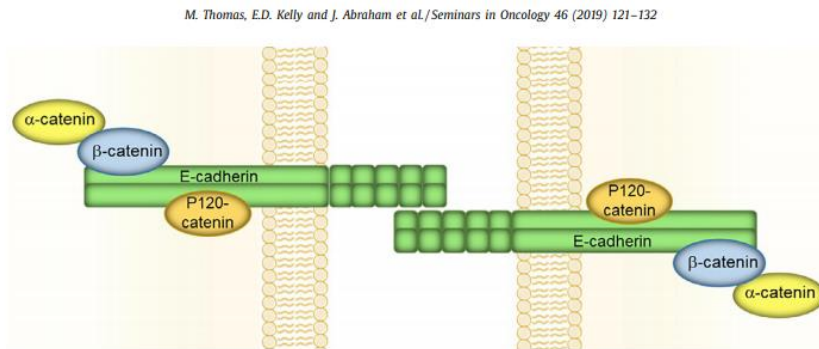 M. Thomas, E.D. Kelly and J. Abraham et al. / Seminars in Oncology 46 (2019) 121–132
α-catenin
β-catenin
E-cadherin
P120-
catenin
P120-
catenin
E-cadherin
β-catenin
α-catenin